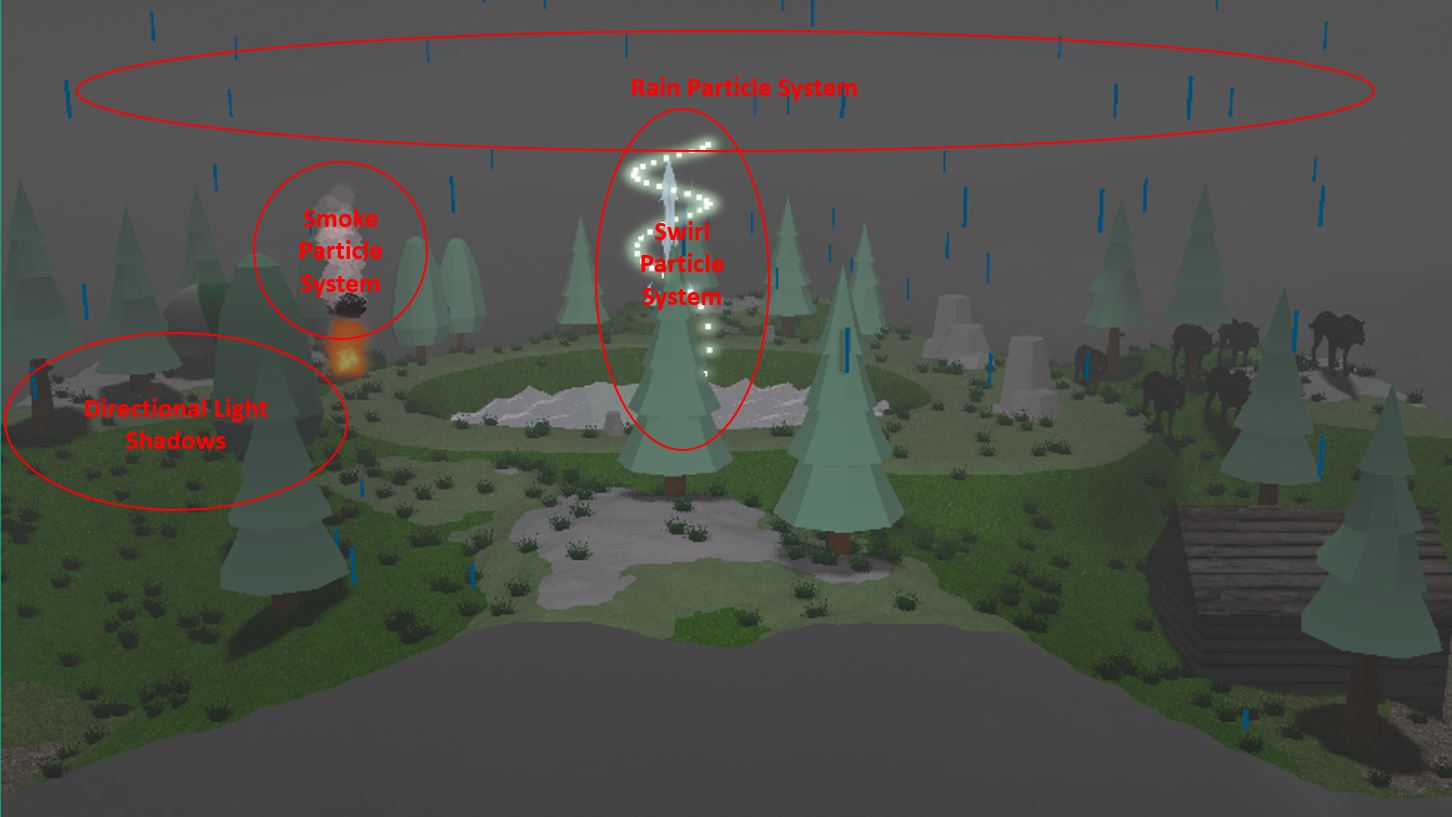 Rain Particle System
Smoke
Particle
System
Swirl
Particle
System
Directional Light
Shadows